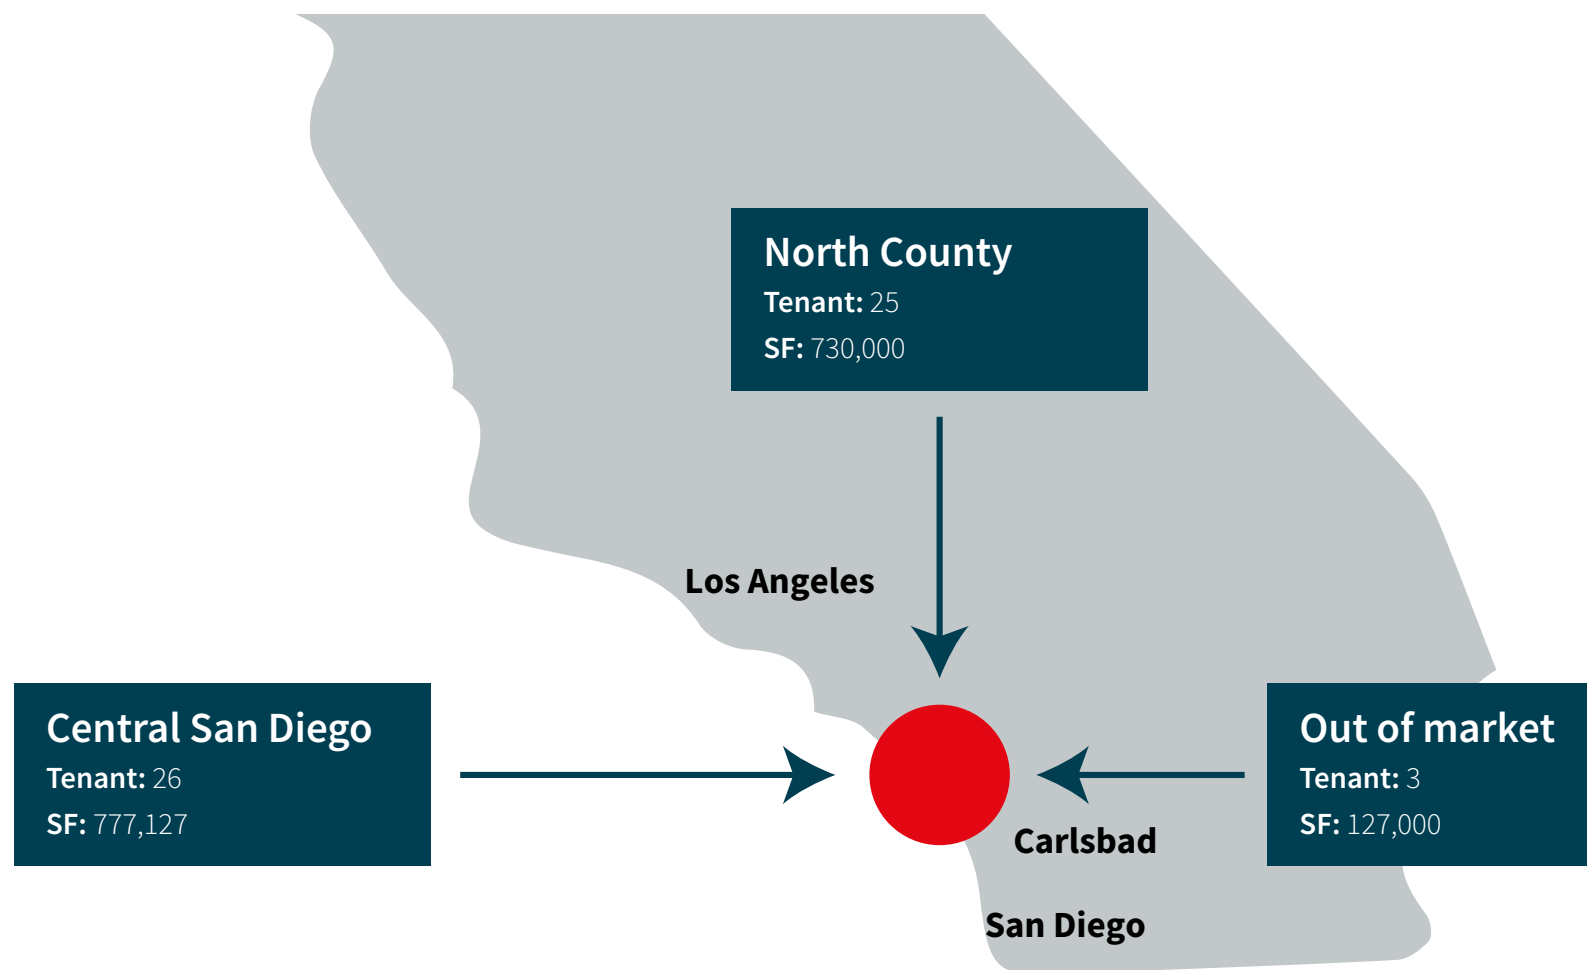 North County
Tenant: 25
SF: 730,000
Los Angeles
Central San Diego
Tenant: 26
SF: 777,127
Out of market
Tenant: 3
SF: 127,000
Carlsbad
San Diego